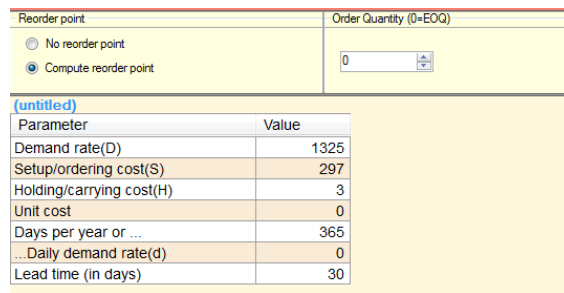 Reorder point Order Quantity (0=EOQ)
No reorder point
Compute reorder point
0
(untitled)
Parameter Value
Demand rate(D) 1325
Setup/ordering cost(S) 297
Holding/carrying cost(H) 3
Unit cost 0
Days per year or ... 365
...Daily demand rate(d) 0
Lead time (in days) 30